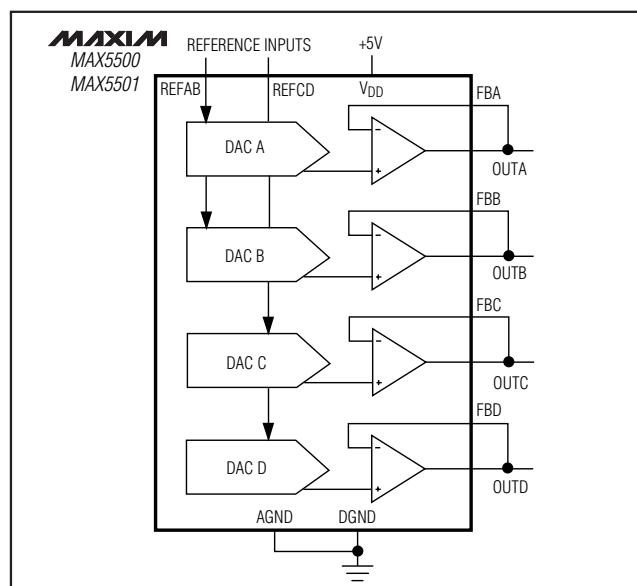 MAXIM
MAX5500
MAX5501
REFERENCE INPUTS
+5V
REFAB
REFCD
VDD
FBA
DAC A
-
+
OUTA
FBB
DAC B
-
+
OUTB
FBC
DAC C
-
+
OUTC
FBD
DAC D
-
+
OUTD
AGND
DGND